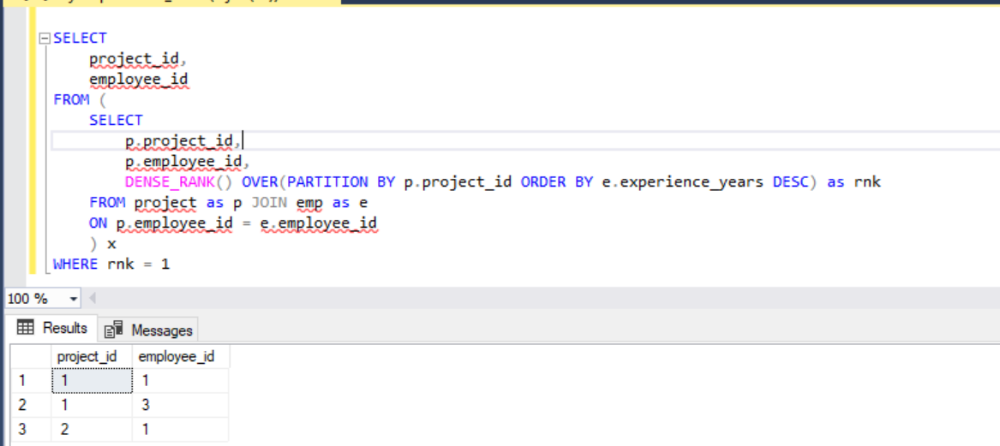 SELECT
project_id,
employee_id
FROM (
SELECT
p.project_id,
p.employee_id,
DENSE_RANK() OVER(PARTITION BY p.project_id ORDER BY e.experience_years DESC) as rnk
FROM project as p JOIN emp as e
ON p.employee_id = e.employee_id
) x
WHERE rnk = 1
100 %
Results Messages
project_id employee_id
1 1 1
2 1 3
3 2 1